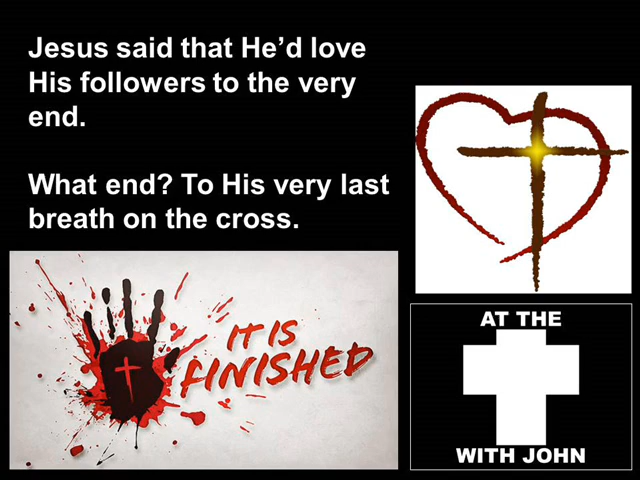 Jesus said that He’d love
His followers to the very
end.
What end? To His very last
breath on the cross.
IT IS
FINISHED
AT THE
WITH JOHN